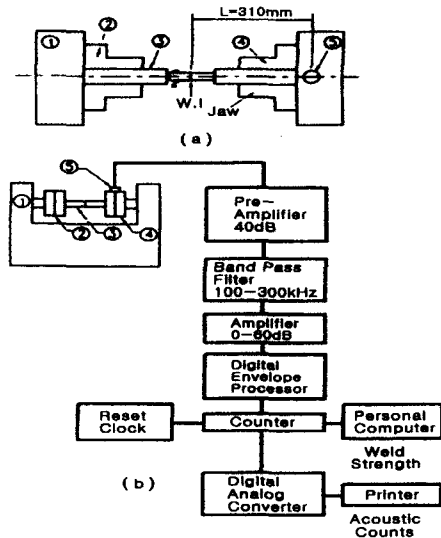 L=310mm
① ② ③ ④ ⑤
W.I
Jaw
(a)
⑤
① ② ③ ④
Pre-
Amplifier
40dB
Band Pass
Filter
100-300kHz
Amplifier
0-60dB
Digital
Envelope
Processor
Reset
Clock
Counter
Personal
Computer
Weld
Strength
(b)
Digital
Analog
Converter
Printer
Acoustic
Counts